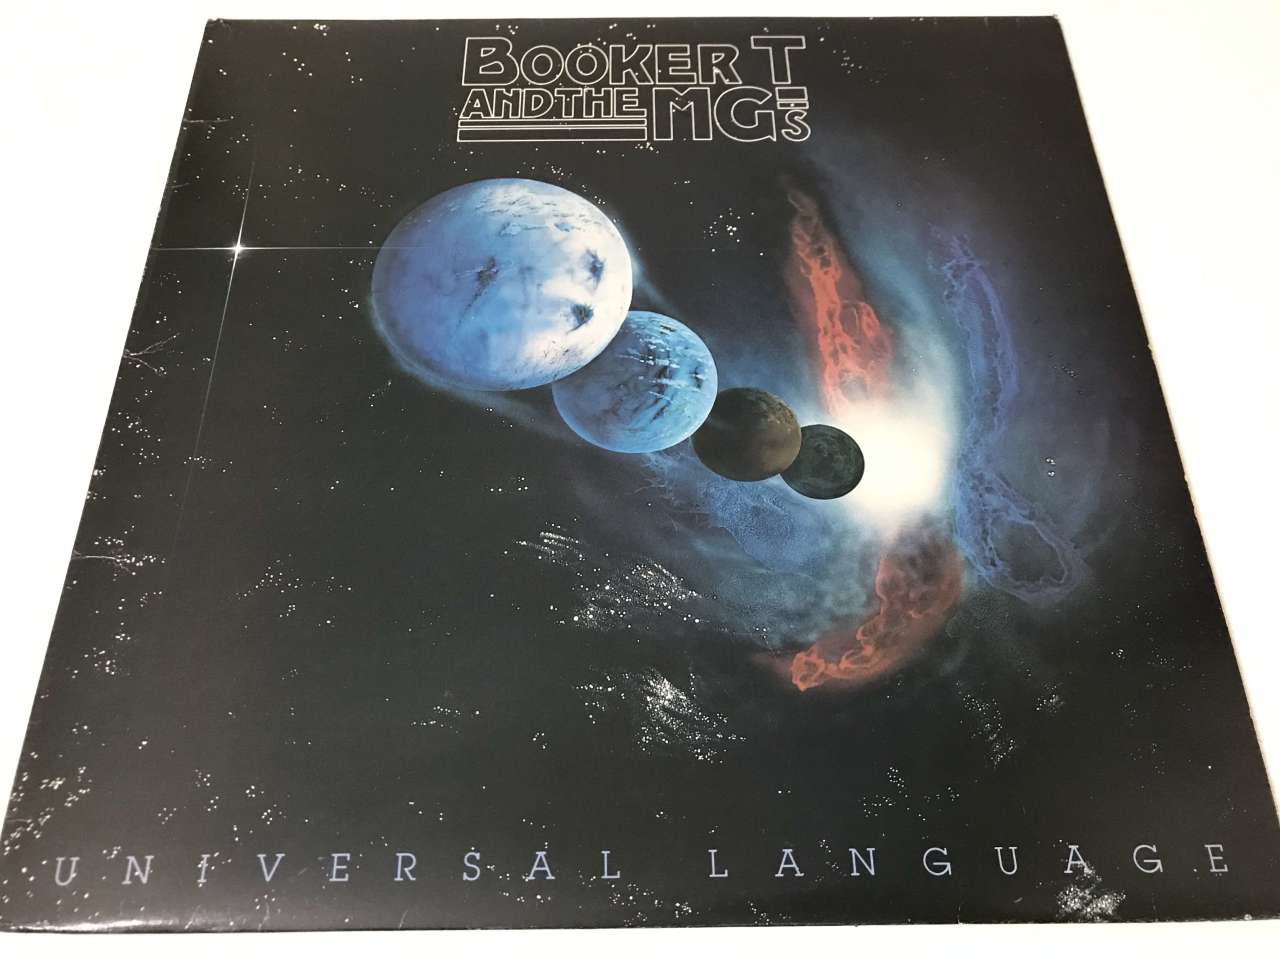 BOOKER T
AND THE MG's
UNIVERSAL LANGUAGE